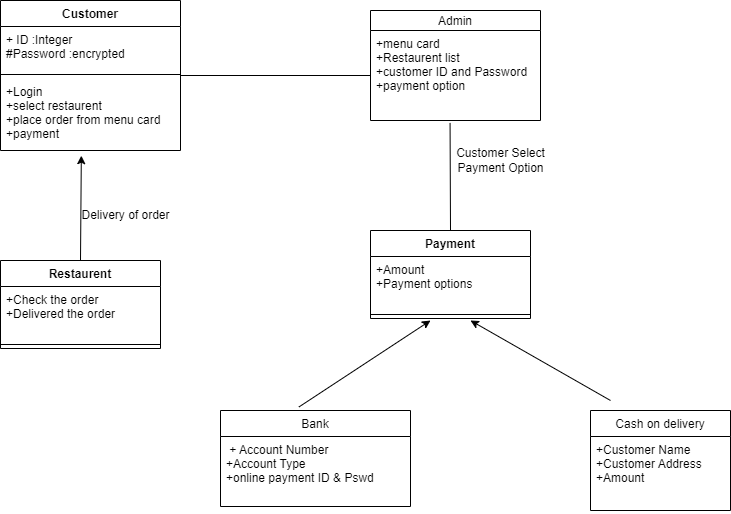 Customer
+ ID :Integer
#Password :encrypted
+Login
+select restaurent
+place order from menu card
+payment
Admin
+menu card
+Restaurent list
+customer ID and Password
+payment option
Customer Select
Payment Option
Delivery of order
Restaurent
+Check the order
+Delivered the order
Payment
+Amount
+Payment options
Bank
+ Account Number
+Account Type
+online payment ID & Pswd
Cash on delivery
+Customer Name
+Customer Address
+Amount